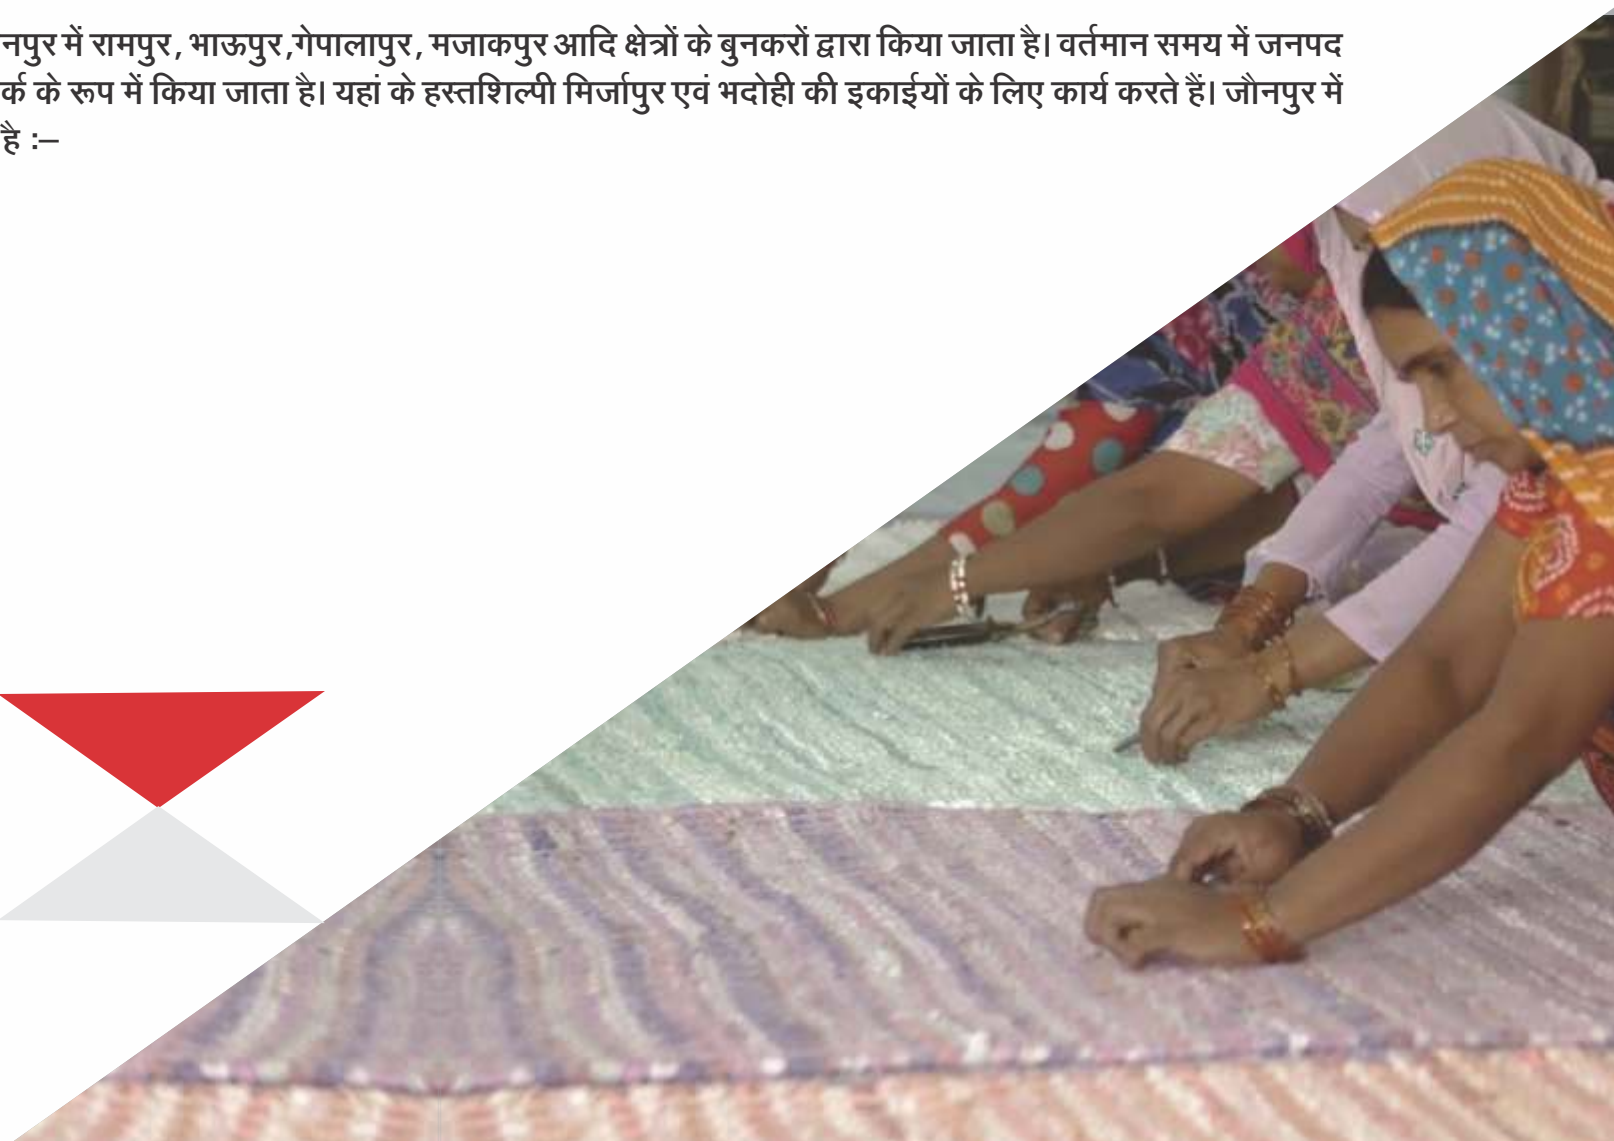 नपुर में रामपुर, भाऊपुर,गेपालापुर, मजाकपुर आदि क्षेत्रों के बुनकरों द्वारा किया जाता है। वर्तमान समय में जनपद
र्क के रूप में किया जाता है। यहां के हस्तशिल्पी मिर्जापुर एवं भदोही की इकाईयों के लिए कार्य करते हैं। जौनपुर में
है :–